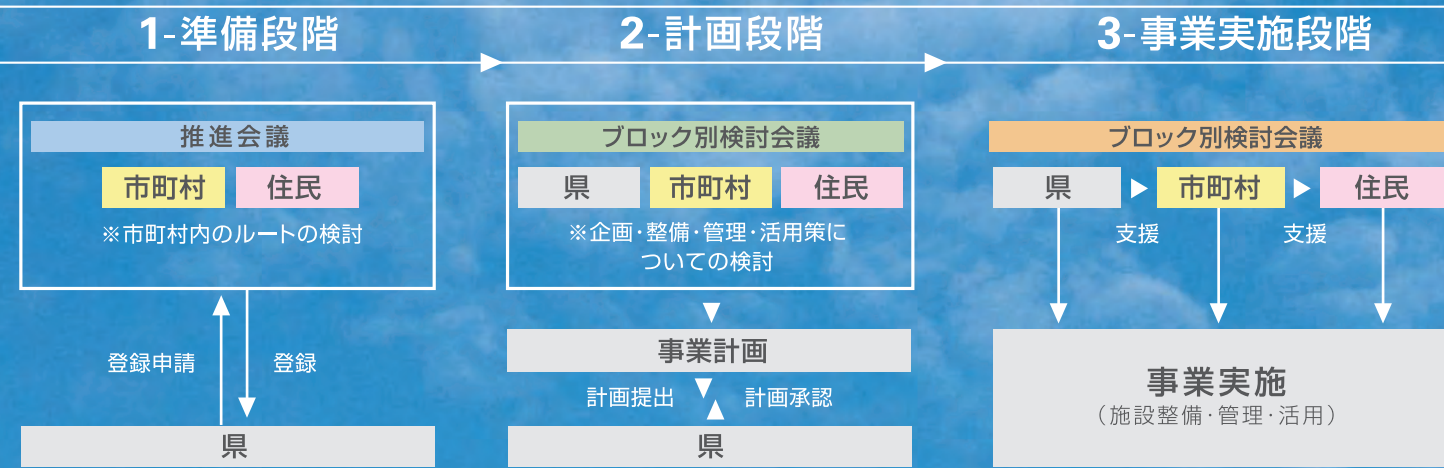 1-準備段階
2-計画段階
3-事業実施段階
推進会議
市町村
住民
※市町村内のルートの検討
登録申請
登録
県
ブロック別検討会議
県
市町村
住民
※企画・整備・管理・活用策に
ついての検討
事業計画
計画提出
計画承認
県
ブロック別検討会議
県
市町村
住民
支援
支援
事業実施
（施設整備・管理・活用）